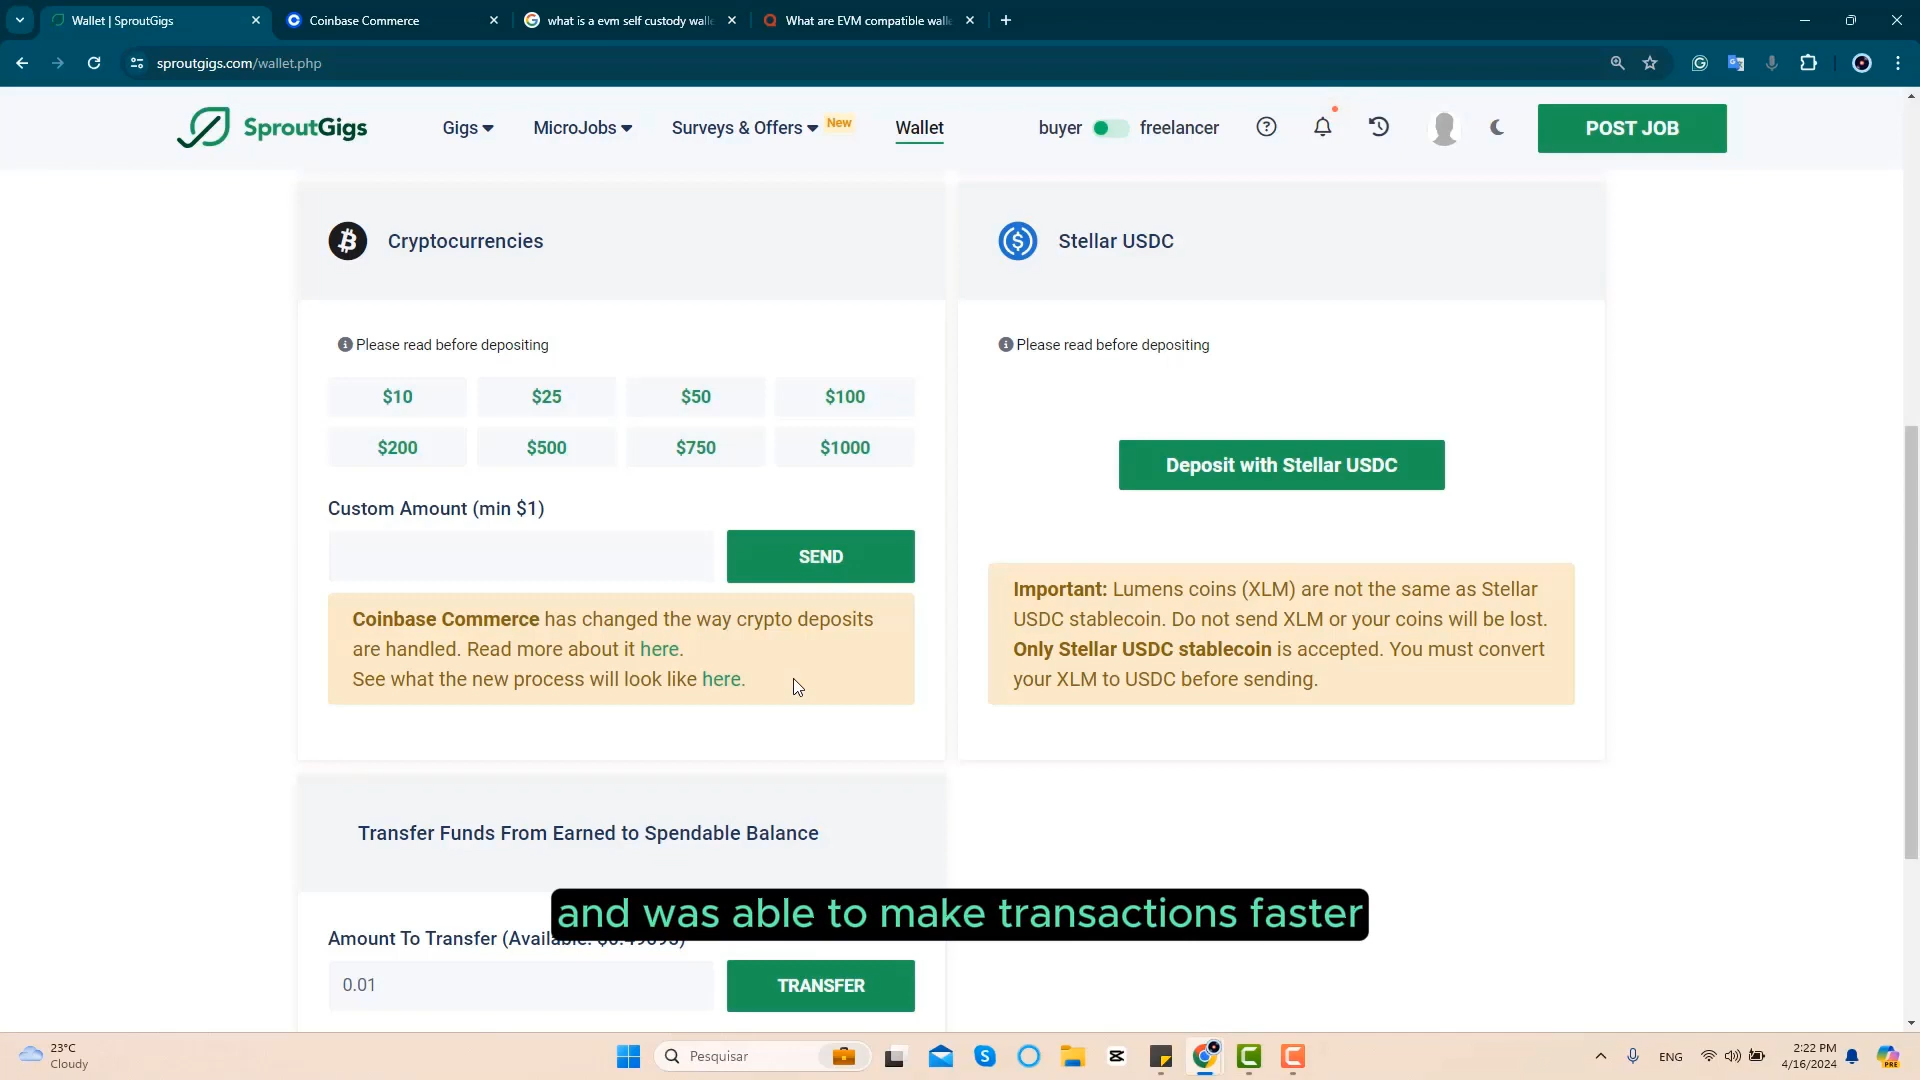 Wallet | SproutGigs
Coinbase Commerce
what is a evm self custody walle
What are EVM compatible walle
sproutgigs.com/wallet.php
SproutGigs
Gigs
MicroJobs
Surveys & Offers
New
Wallet
buyer
freelancer
POST JOB
Cryptocurrencies
Stellar USDC
Please read before depositing
Please read before depositing
$10
$25
$50
$100
$200
$500
$750
$1000
Deposit with Stellar USDC
Custom Amount (min $1)
SEND
Coinbase Commerce has changed the way crypto deposits
are handled. Read more about it here.
See what the new process will look like here.
Important: Lumens coins (XLM) are not the same as Stellar
USDC stablecoin. Do not send XLM or your coins will be lost.
Only Stellar USDC stablecoin is accepted. You must convert
your XLM to USDC before sending.
Transfer Funds From Earned to Spendable Balance
and was able to make transactions faster
Amount To Transfer (Available:
0.01
TRANSFER
23°C
Cloudy
Pesquisar
ENG
2:22 PM
4/16/2024
PRE